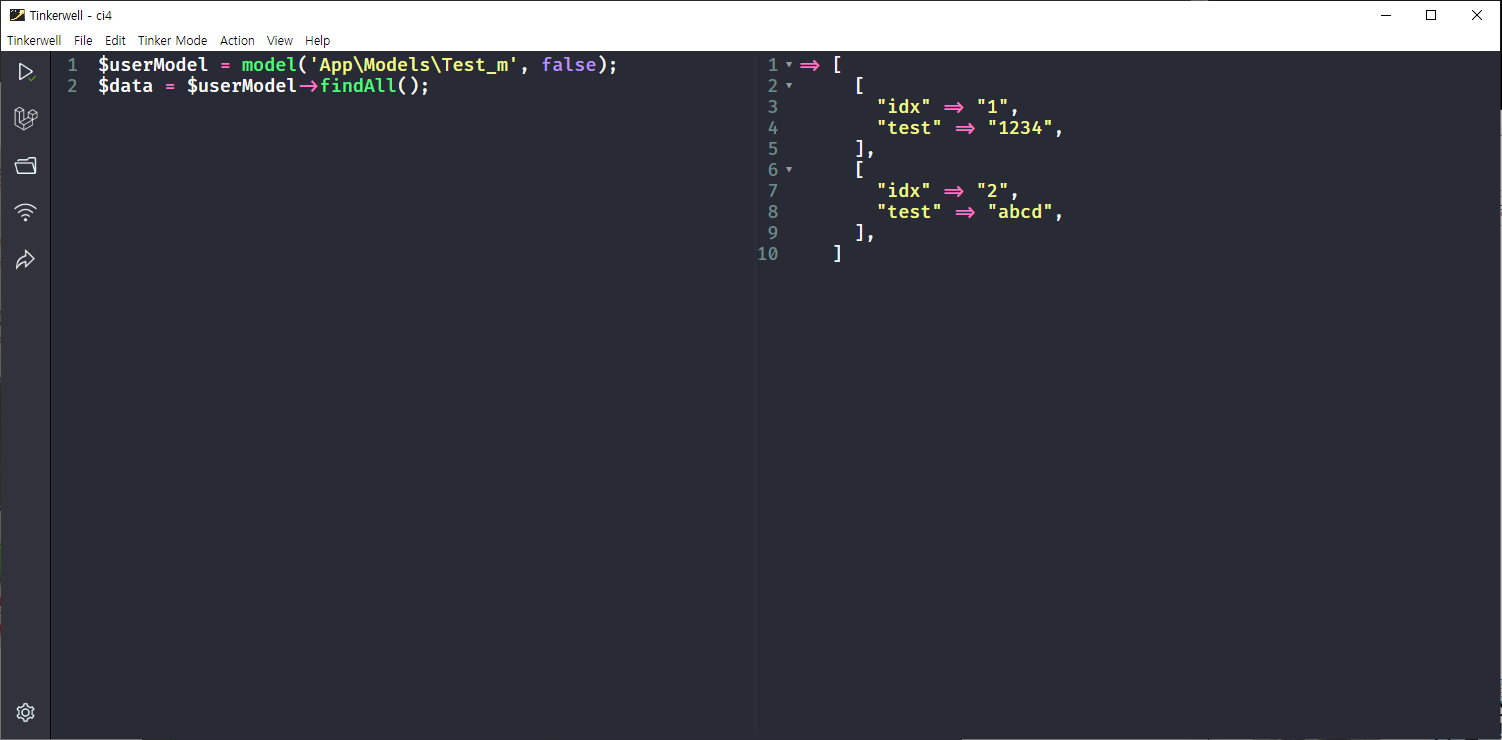 Tinkerwell - ci4
Tinkerwell File Edit Tinker Mode Action View Help
1 $userModel = model('App\Models\Test_m', false);
2 $data = $userModel->findAll();
1 => [
2 [
3 "idx" => "1",
4 "test" => "1234",
5 ],
6 [
7 "idx" => "2",
8 "test" => "abcd",
9 ],
10 ]